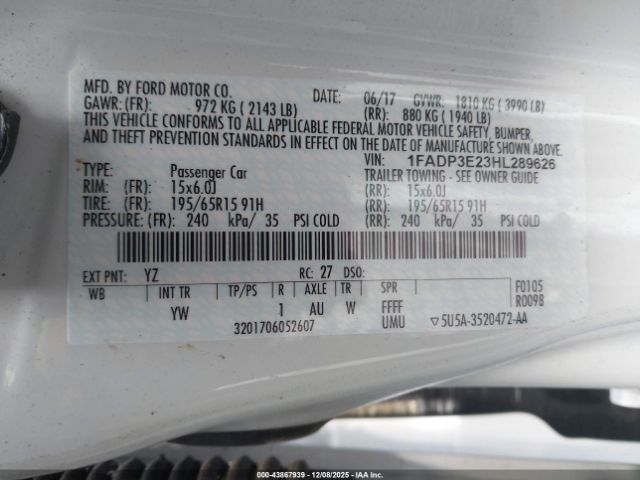 MFD. BY FORD MOTOR CO. DATE: 06/17 GVWR: 1810 KG ( 3990 LB)
GAWR: (FR): 972 KG ( 2143 LB) (RR): 880 KG ( 1940 LB)
THIS VEHICLE CONFORMS TO ALL APPLICABLE FEDERAL MOTOR VEHICLE SAFETY, BUMPER,
AND THEFT PREVENTION STANDARDS IN EFFECT ON THE DATE OF MANUFACTURE SHOWN ABOVE.
VIN: 1FADP3E23HL289626
TYPE: Passenger Car TRAILER TOWING - SEE OWNER GUIDE
RIM: (FR): 15x6.0J (RR): 15x6.0J
TIRE: (FR): 195/65R15 91H (RR): 195/65R15 91H
PRESSURE: (FR): 240 kPa/ 35 PSI COLD (RR): 240 kPa/ 35 PSI COLD
EXT PNT: YZ RC: 27 DSO: F0105
WB INT TR TP/PS R AXLE TR SPR R0098
YW 1 AU W FFFF
3201706052607 UMU ▽5U5A-3520472-AA
000-43867939 - 12/08/2025 - IAAI.COM